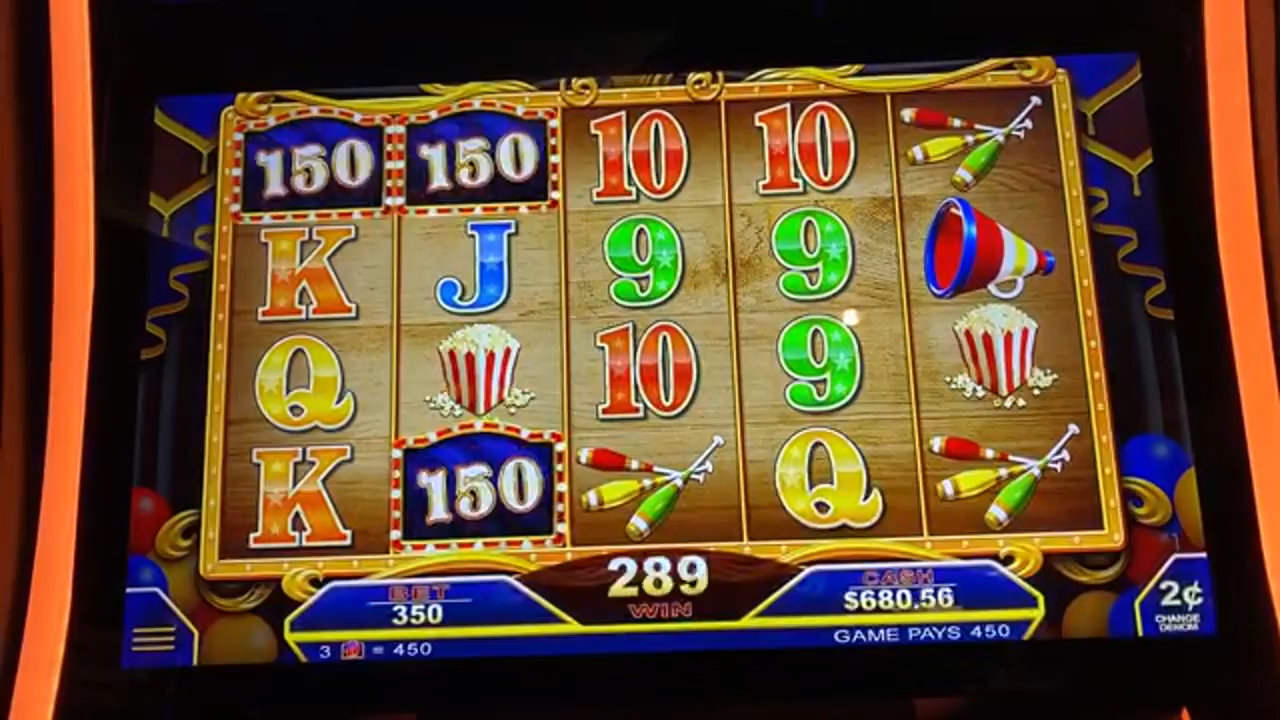 150 150 10 10
K J 9 9
Q 10 9
K 150 Q
BET
350
289
WIN
CASH
$680.56
2¢
CHANGE
DENOM
3 = 450
GAME PAYS 450